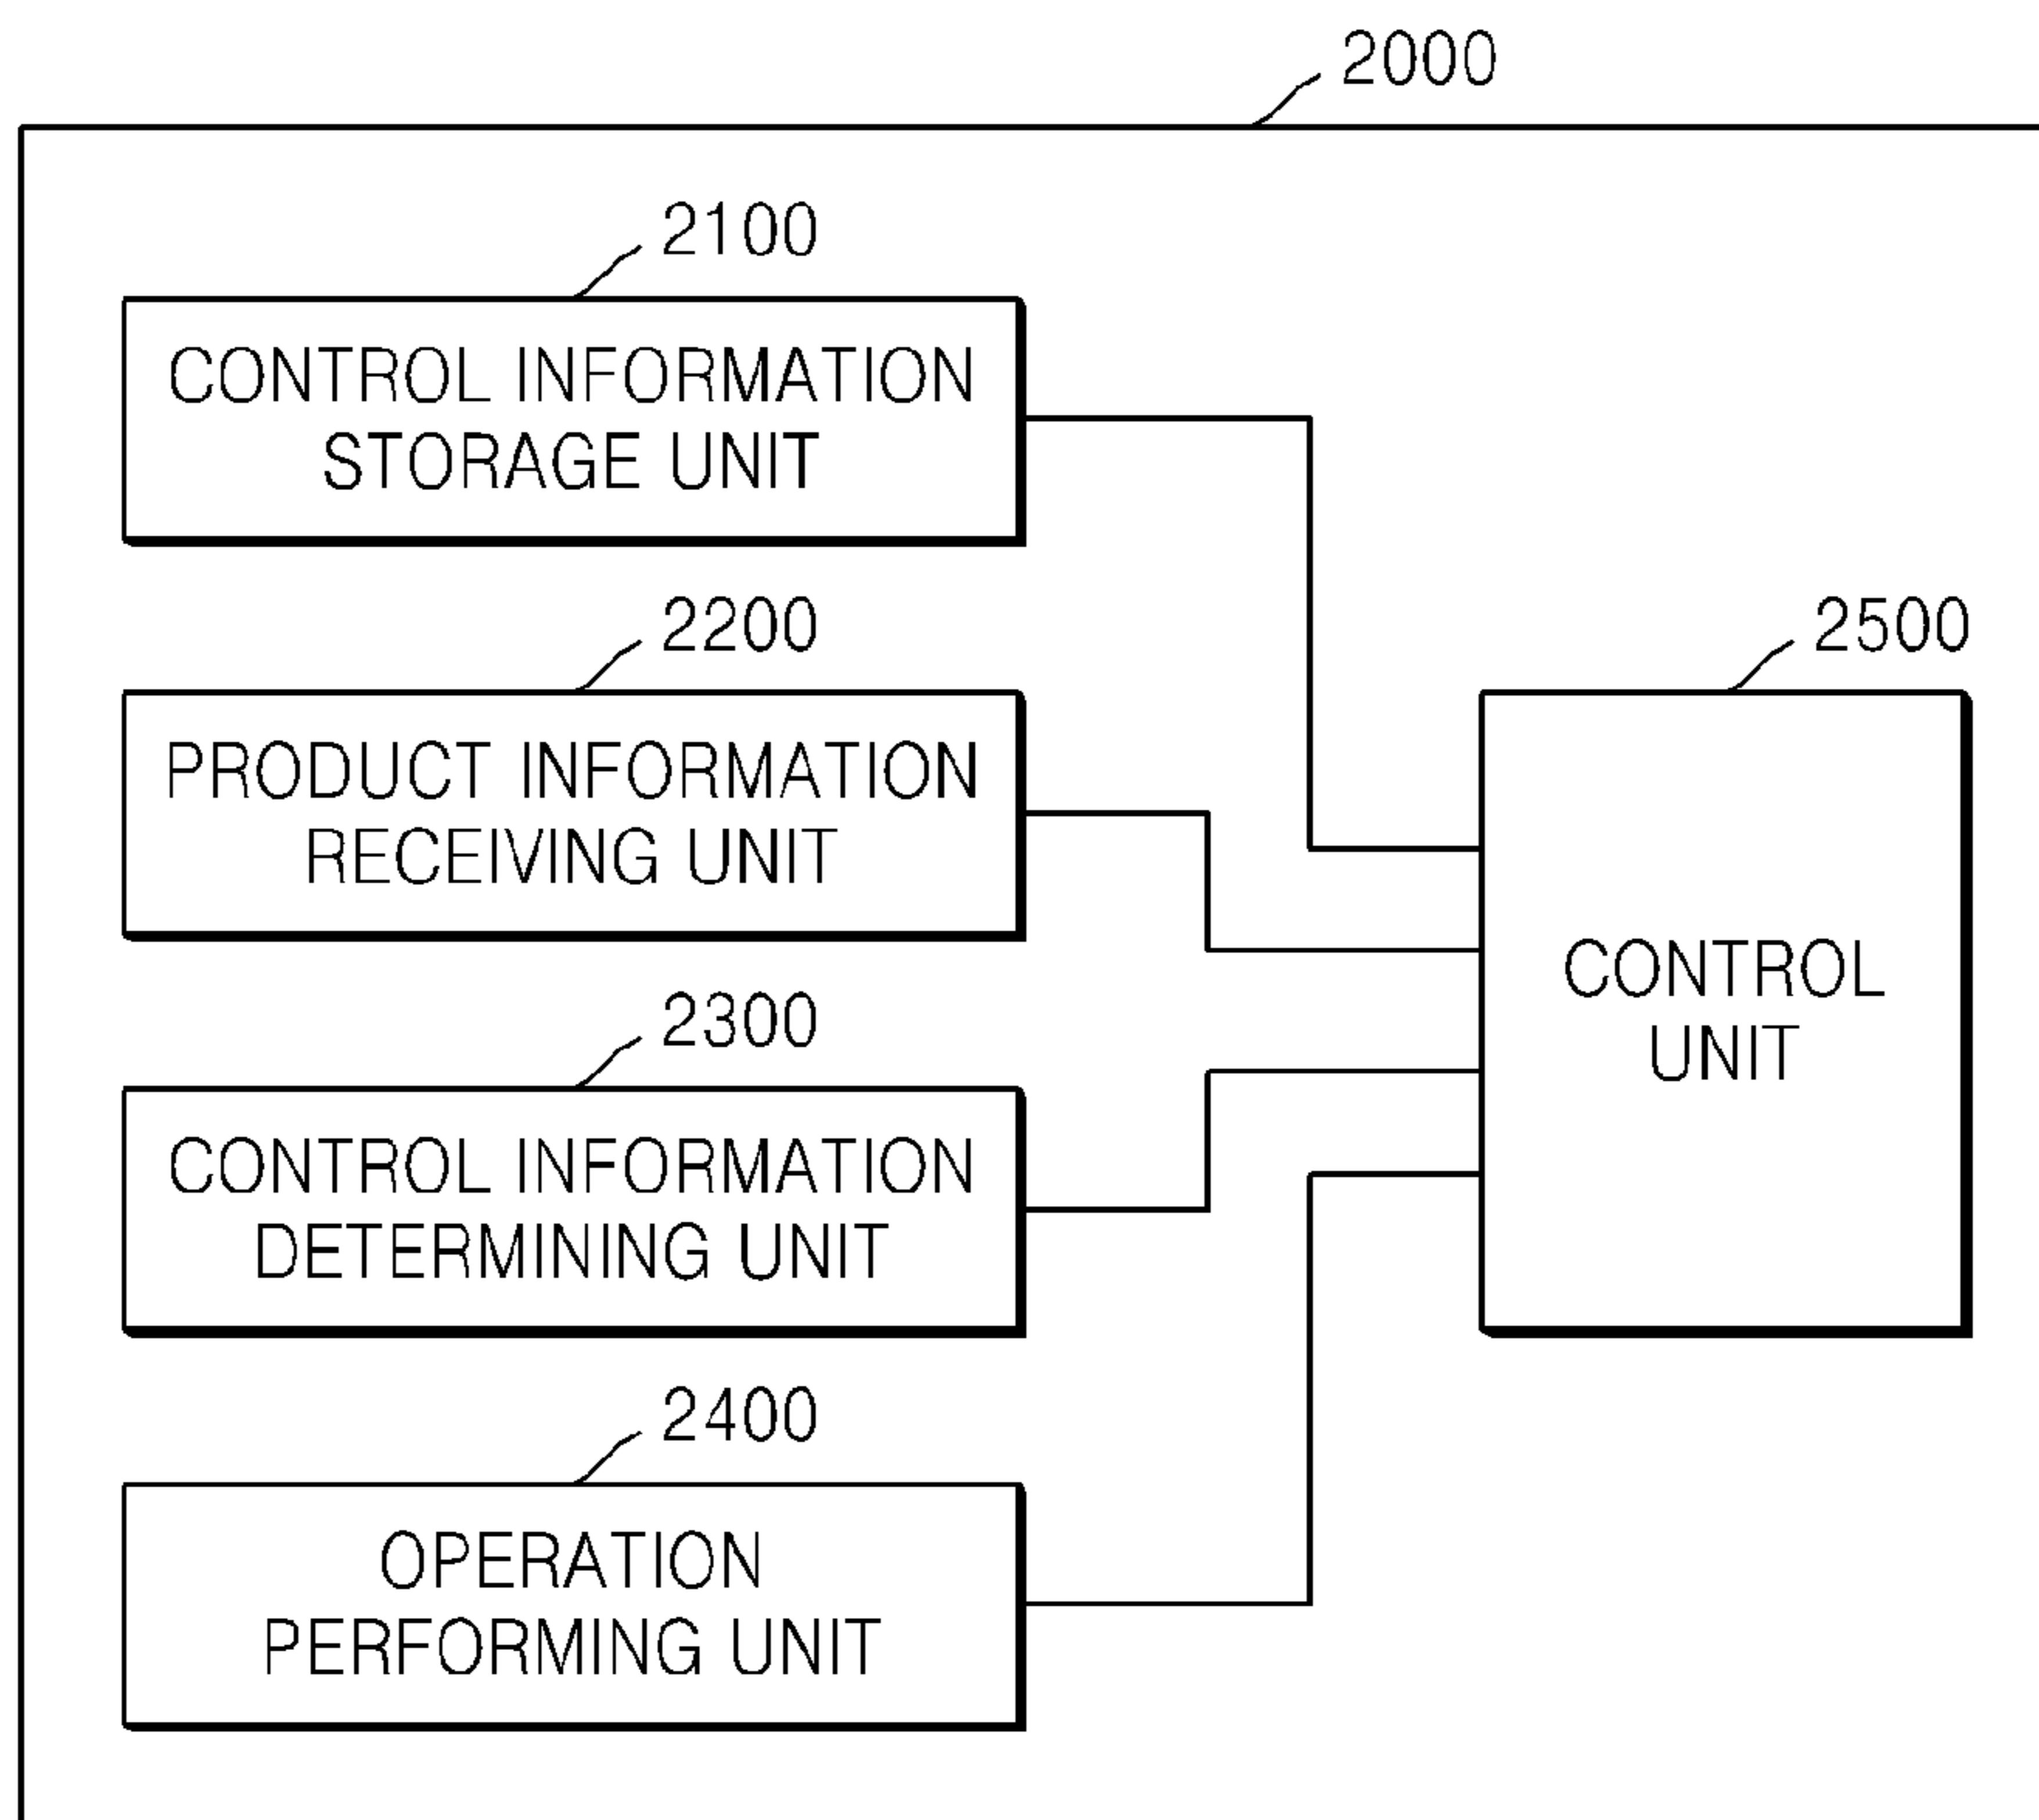 2000
2100
CONTROL INFORMATION
STORAGE UNIT
2200
PRODUCT INFORMATION
RECEIVING UNIT
2300
CONTROL INFORMATION
DETERMINING UNIT
2400
OPERATION
PERFORMING UNIT
2500
CONTROL
UNIT